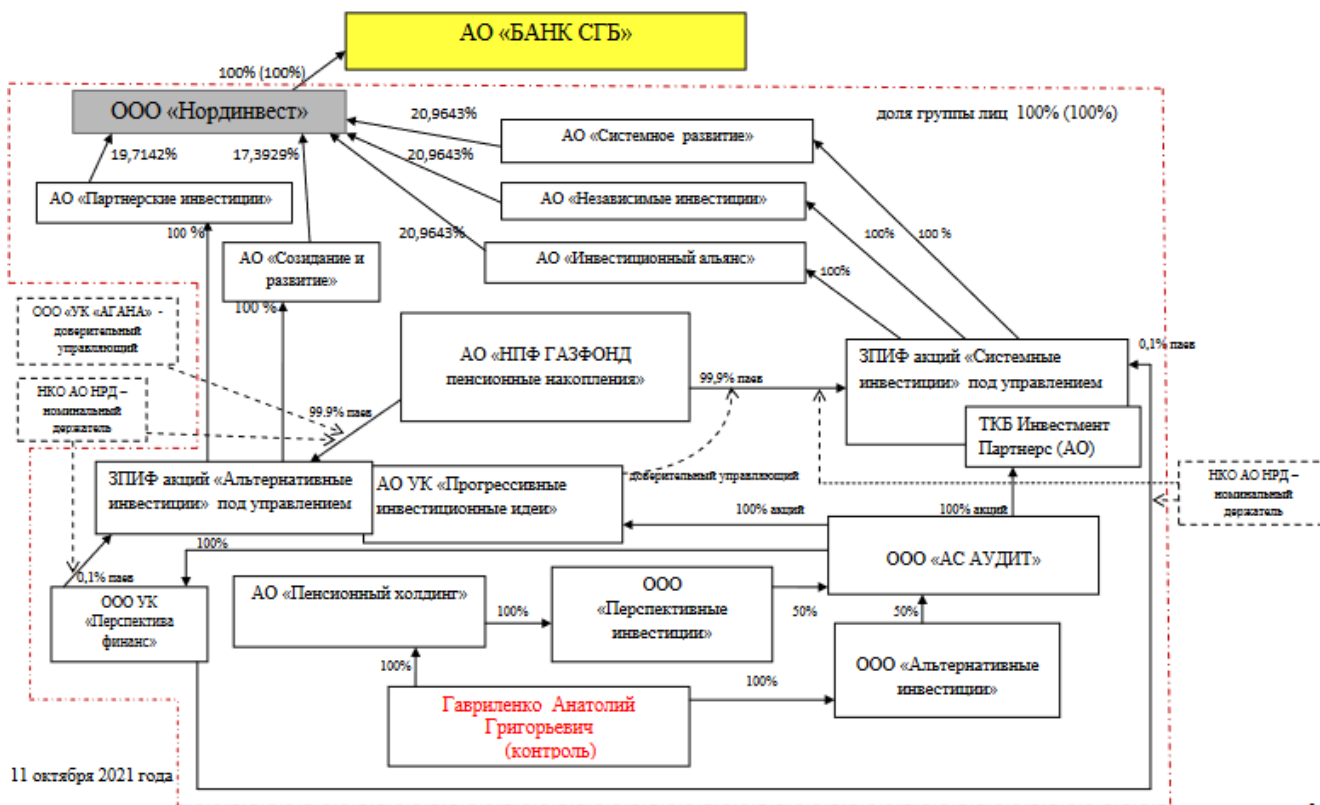 АО «БАНК СГБ»
100% (100%)
ООО «Нординвест»
доля группы лиц 100% (100%)
20,9643%
АО «Системное развитие»
19,7142%
17,3929%
20,9643%
АО «Партнерские инвестиции»
АО «Независимые инвестиции»
100 %
20,9643%
100%
100 %
АО «Созидание и
развитие»
АО «Инвестиционный альянс»
100%
100 %
ООО «УК «АГАНА» -
доверительный
управляющий
АО «НПФ ГАЗФОНД
пенсионные накопления»
99,9% паев
ЗПИФ акций «Системные
инвестиции» под управлением
0,1% паев
НКО АО НРД –
номинальный
держатель
99.9% паев
ТКБ Инвестмент
Партнерс (АО)
ЗПИФ акций «Альтернативные
инвестиции» под управлением
АО УК «Прогрессивные
инвестиционные идеи»
доверительный управляющий
НКО АО НРД –
номинальный
держатель
100% акций
100% акций
100%
ООО «АС АУДИТ»
0,1% паев
ООО УК
«Перспектива
финанс»
АО «Пенсионный холдинг»
100%
ООО
«Перспективные
инвестиции»
50%
50%
100%
ООО «Альтернативные
инвестиции»
100%
Гавриленко Анатолий
Григорьевич
(контроль)
11 октября 2021 года